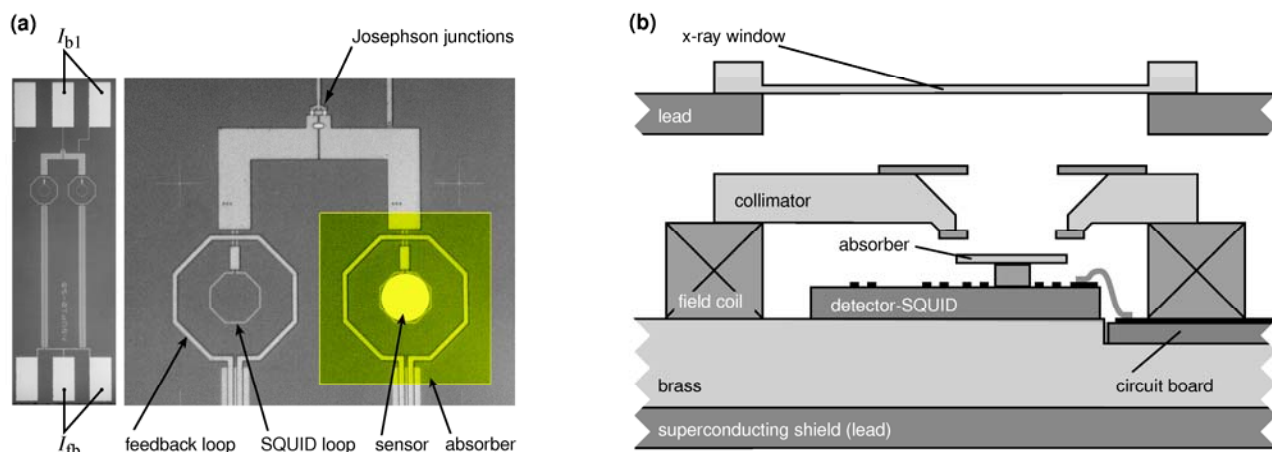 (a)
I_b1
Josephson junctions
feedback loop
SQUID loop
sensor
absorber
I_fb
(b)
x-ray window
lead
collimator
absorber
field coil
detector-SQUID
brass
circuit board
superconducting shield (lead)